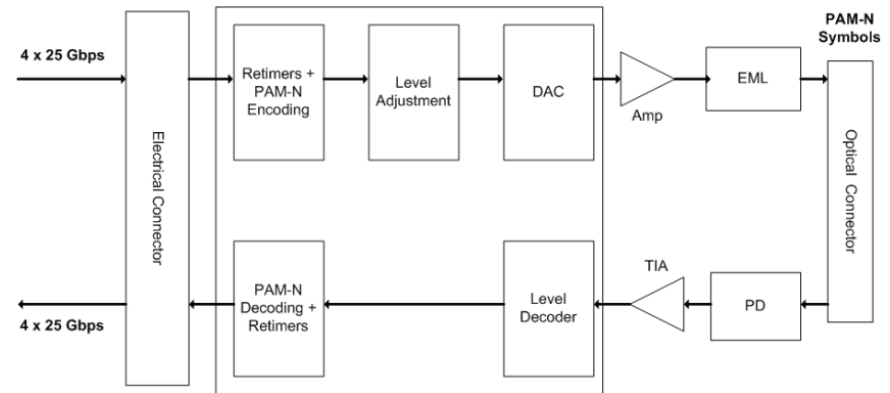 PAM-N
Symbols
4 x 25 Gbps
Electrical Connector
Retimers +
PAM-N
Encoding
Level
Adjustment
DAC
Amp
EML
Optical Connector
PAM-N
Decoding +
Retimers
Level
Decoder
TIA
PD
4 x 25 Gbps